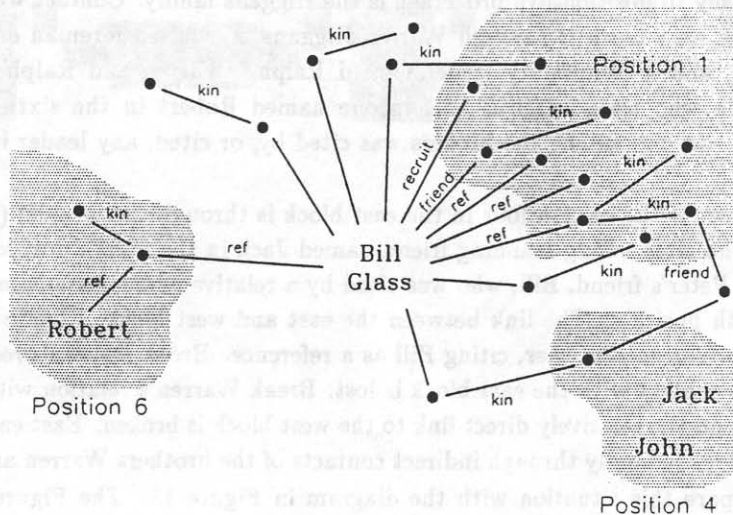 kin
kin
kin
Position 1
kin
recruit
kin
kin
friend
ref
ref
kin
ref
kin
ref
Bill
Glass
kin
friend
ref
Robert
Position 6
kin
Jack
John
Position 4